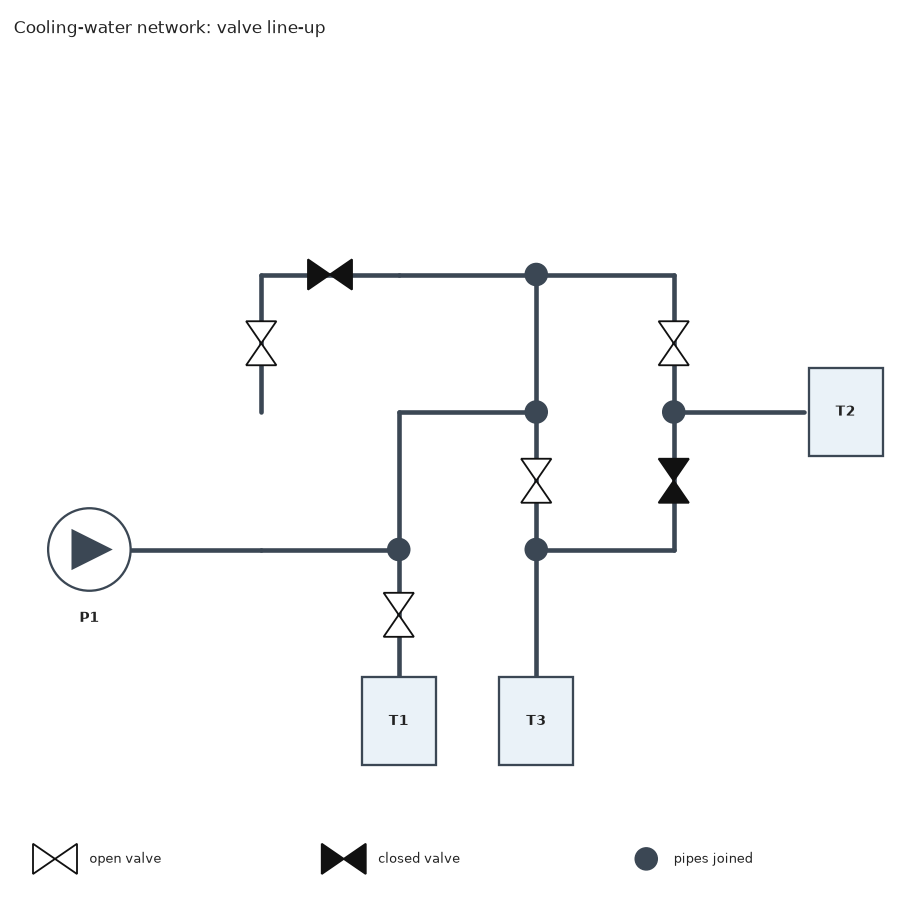 Cooling-water network: valve line-up
T2
P1
T1
T3
open valve
closed valve
pipes joined